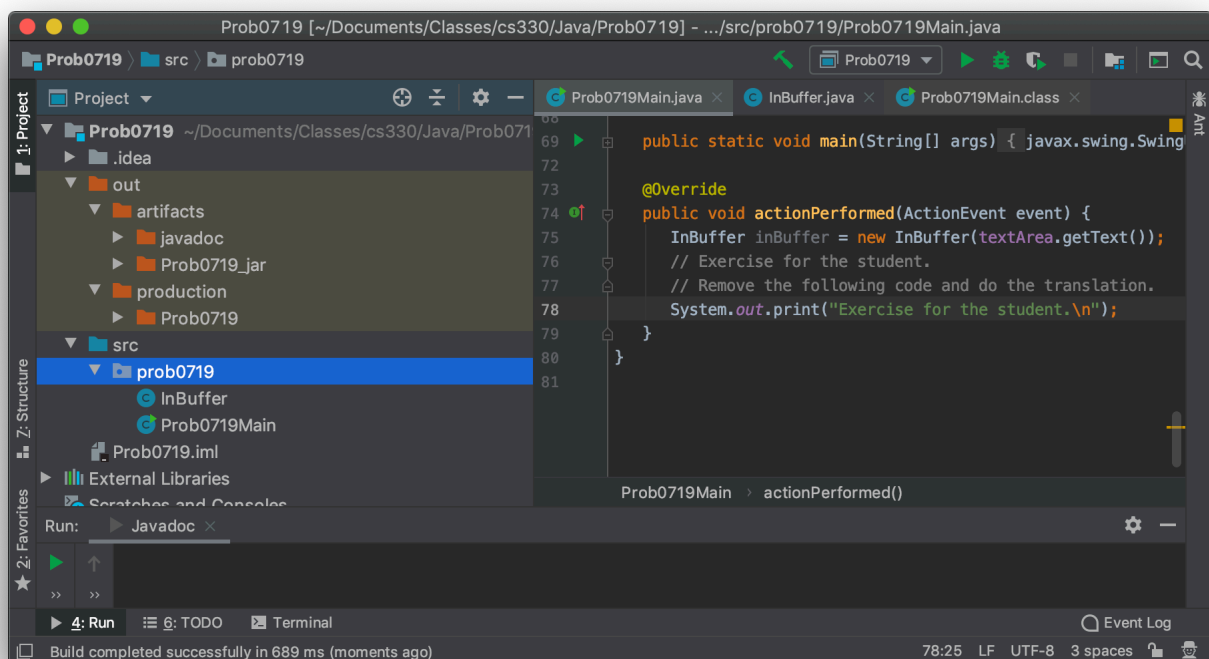 Prob0719 [~/Documents/Classes/cs330/Java/Prob0719] - .../src/prob0719/Prob0719Main.java
Prob0719 src prob0719 Prob0719
1: Project
Project
Prob0719 ~/Documents/Classes/cs330/Java/Prob071
.idea
out
artifacts
javadoc
Prob0719_jar
production
Prob0719
src
prob0719
InBuffer
Prob0719Main
Prob0719.iml
External Libraries
Scratches and Consoles
Z: Structure
2: Favorites
Prob0719Main.java InBuffer.java Prob0719Main.class
Ant
68
69 public static void main(String[] args) { javax.swing.Swing
72
73 @Override
74 public void actionPerformed(ActionEvent event) {
75 InBuffer inBuffer = new InBuffer(textArea.getText());
76 // Exercise for the student.
77 // Remove the following code and do the translation.
78 System.out.print("Exercise for the student.\n");
79 }
80 }
81
Prob0719Main › actionPerformed()
Run: Javadoc
›› ››
4: Run 6: TODO Terminal Event Log
Build completed successfully in 689 ms (moments ago) 78:25 LF UTF-8 3 spaces